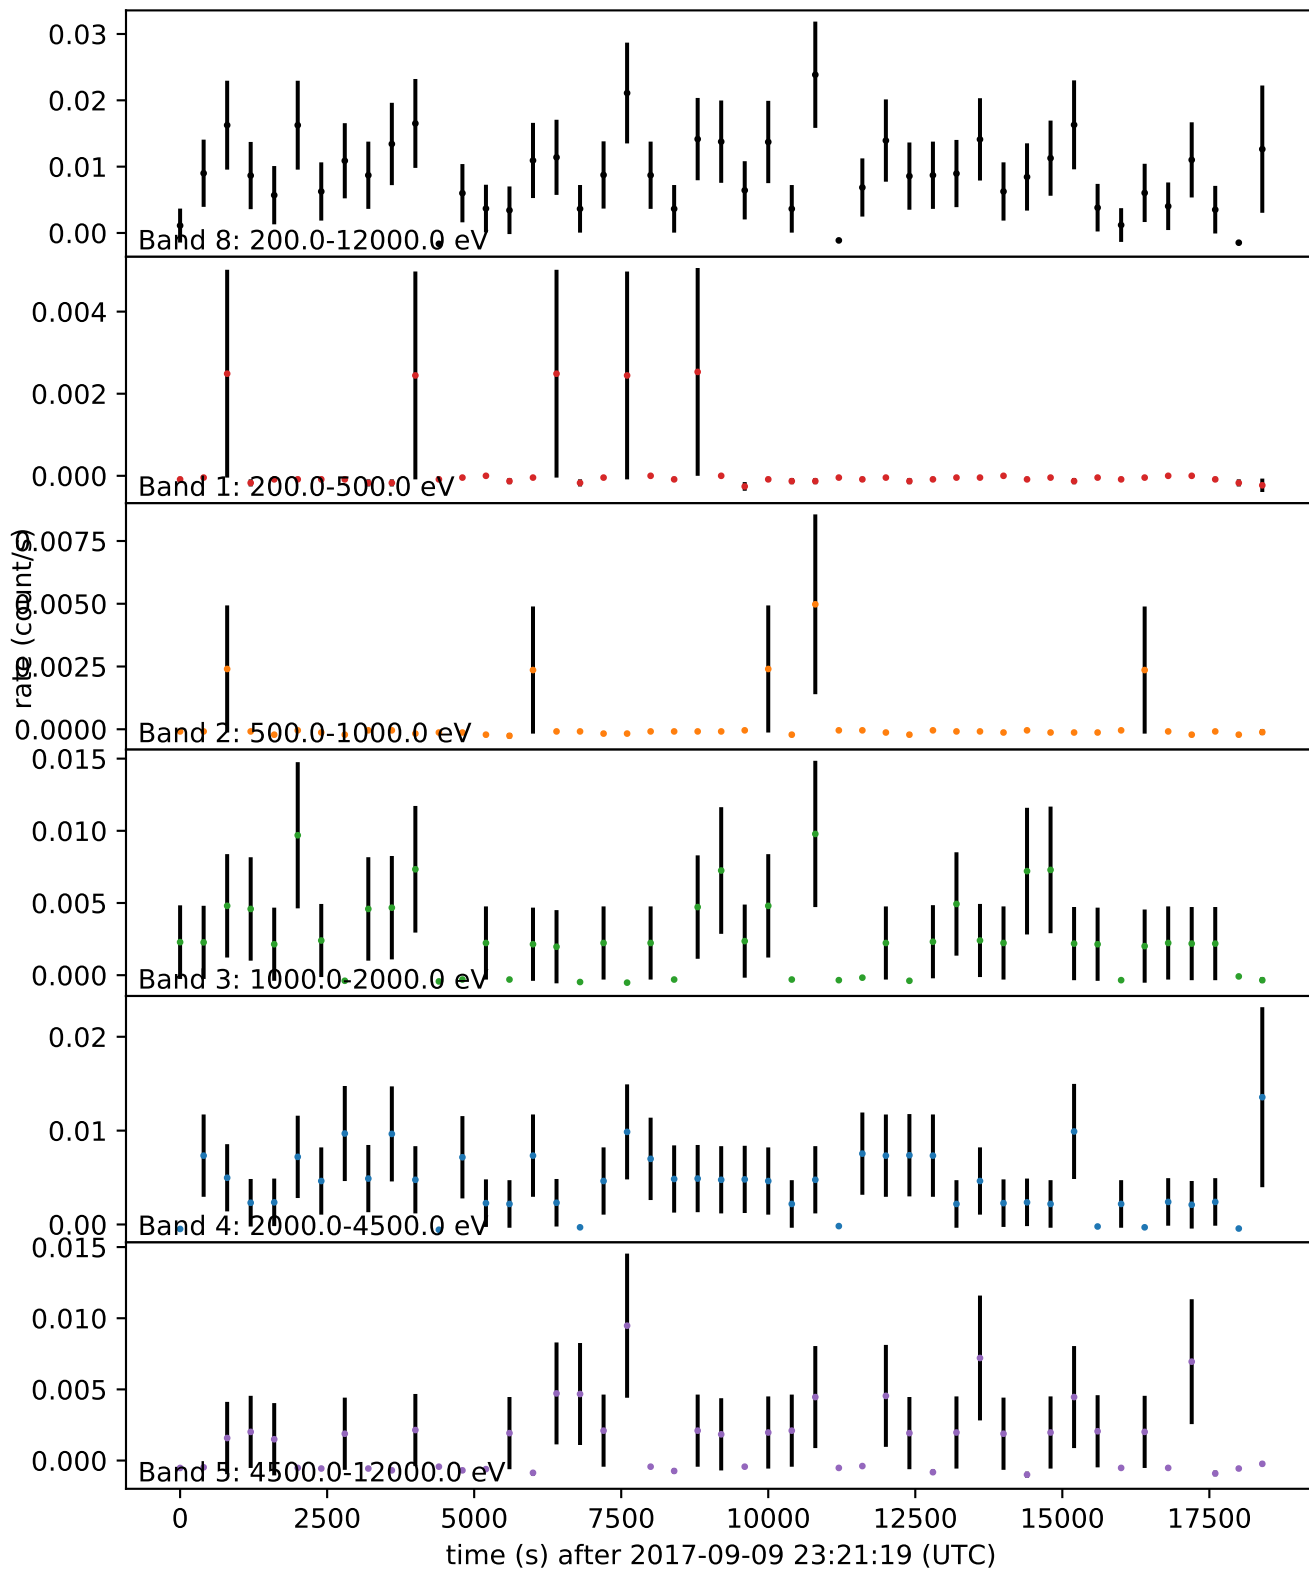 0.03
0.02
0.01
0.00
Band 8: 200.0-12000.0 eV
0.004
0.002
0.000
Band 1: 200.0-500.0 eV
rate (count/s)
0.0075
0.0050
0.0025
0.0000
Band 2: 500.0-1000.0 eV
0.015
0.010
0.005
0.000
Band 3: 1000.0-2000.0 eV
0.02
0.01
0.00
Band 4: 2000.0-4500.0 eV
0.015
0.010
0.005
0.000
Band 5: 4500.0-12000.0 eV
0 2500 5000 7500 10000 12500 15000 17500
time (s) after 2017-09-09 23:21:19 (UTC)